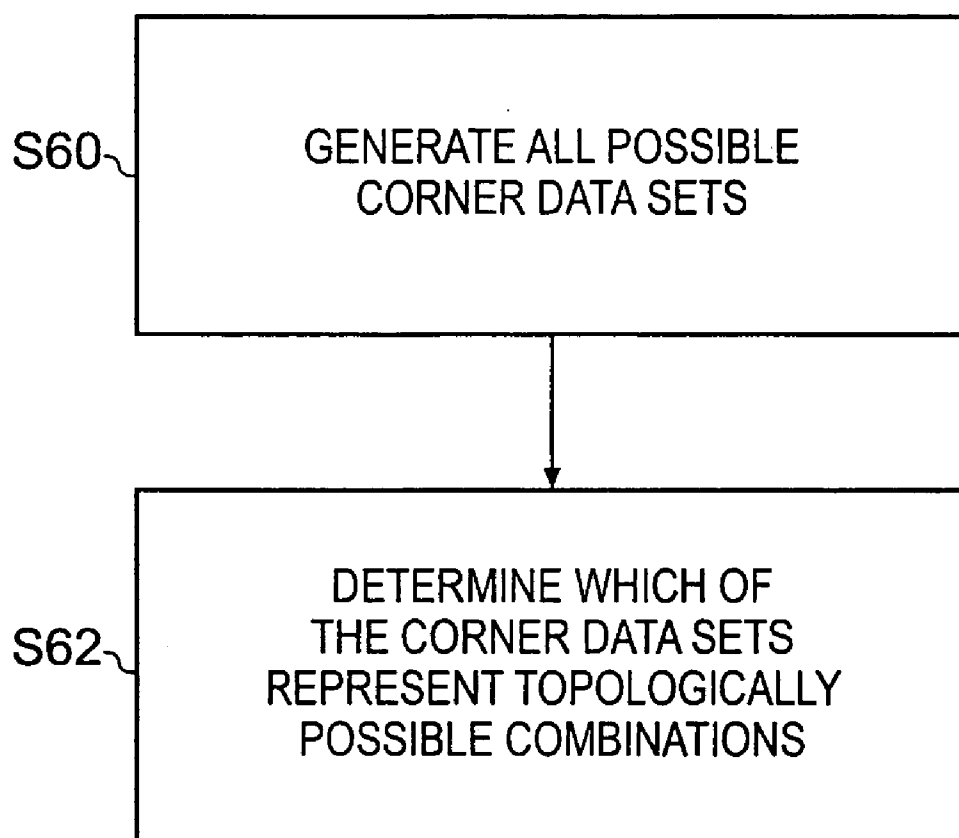 S60
GENERATE ALL POSSIBLE
CORNER DATA SETS
S62
DETERMINE WHICH OF
THE CORNER DATA SETS
REPRESENT TOPOLOGICALLY
POSSIBLE COMBINATIONS